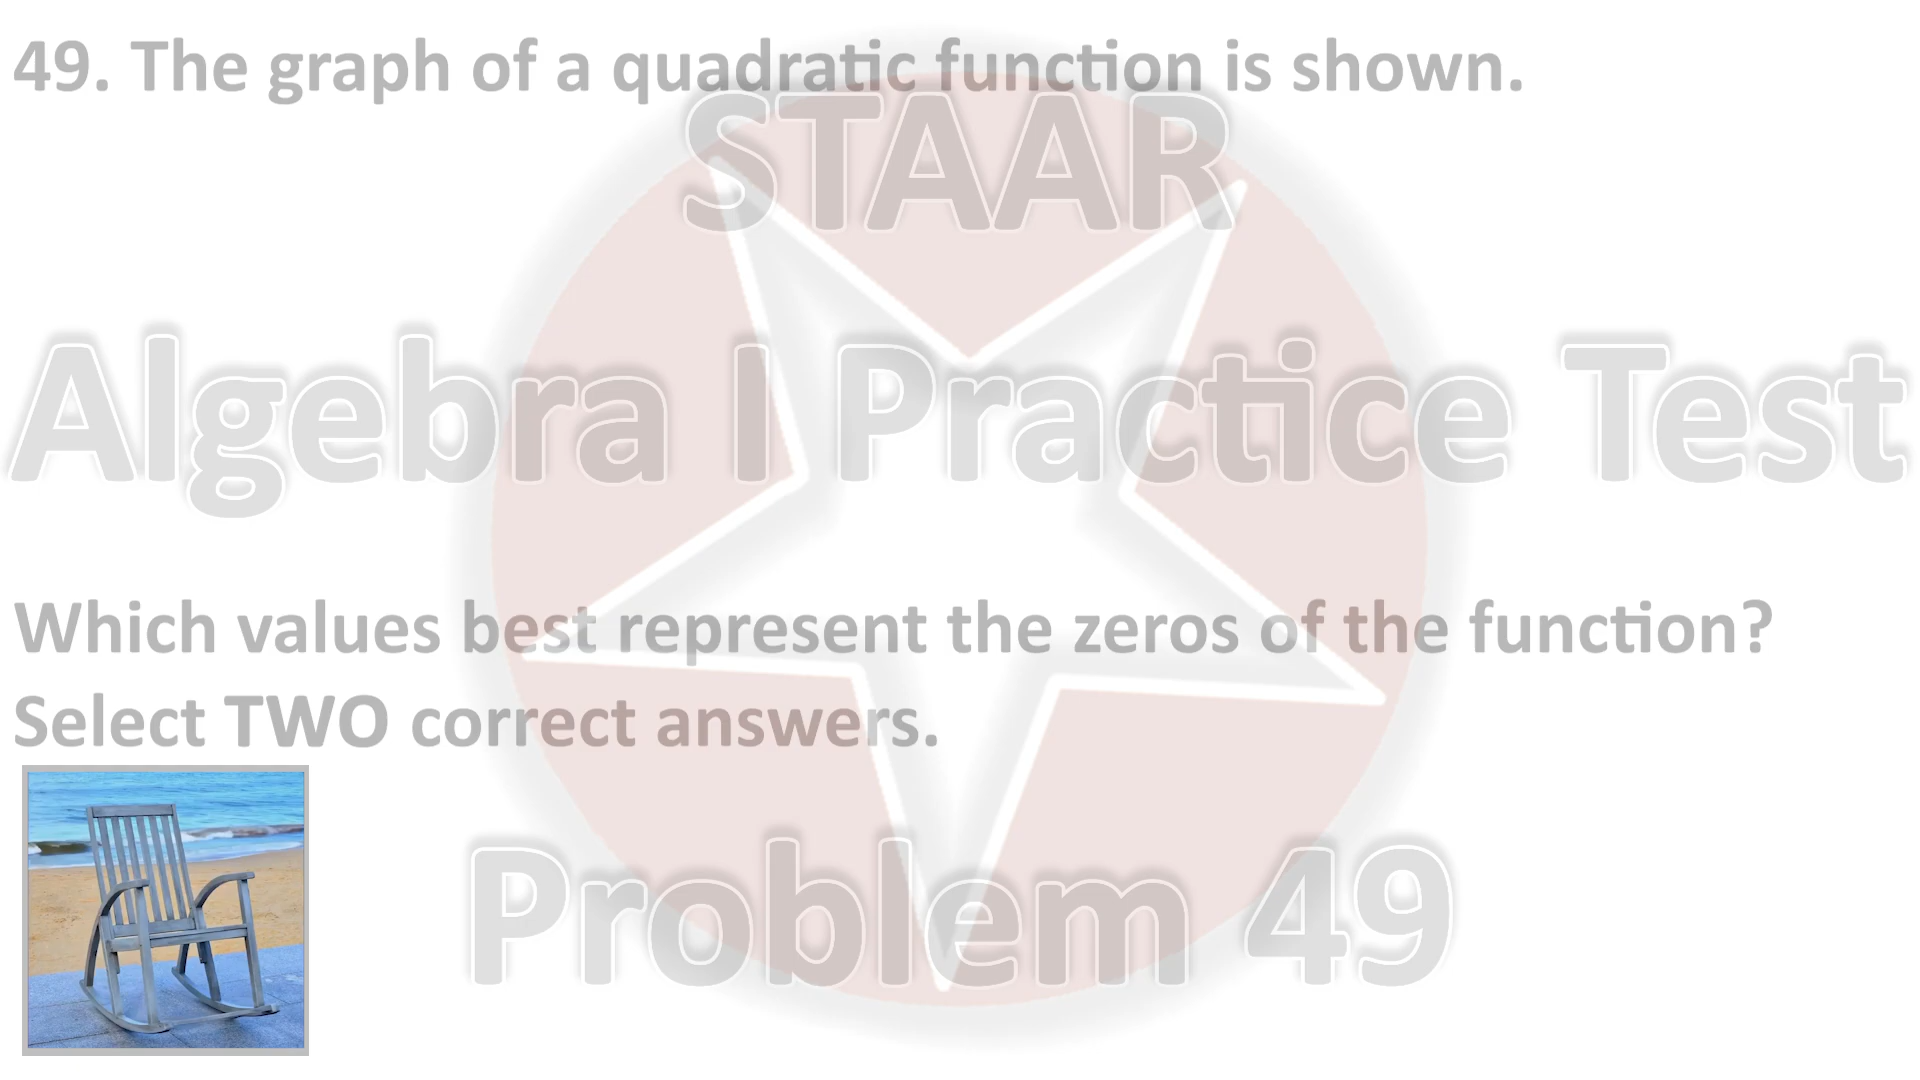 49. The graph of a quadratic function is shown.
STAAR
Algebra I Practice Test
Which values best represent the zeros of the function?
Select TWO correct answers.
Problem 49